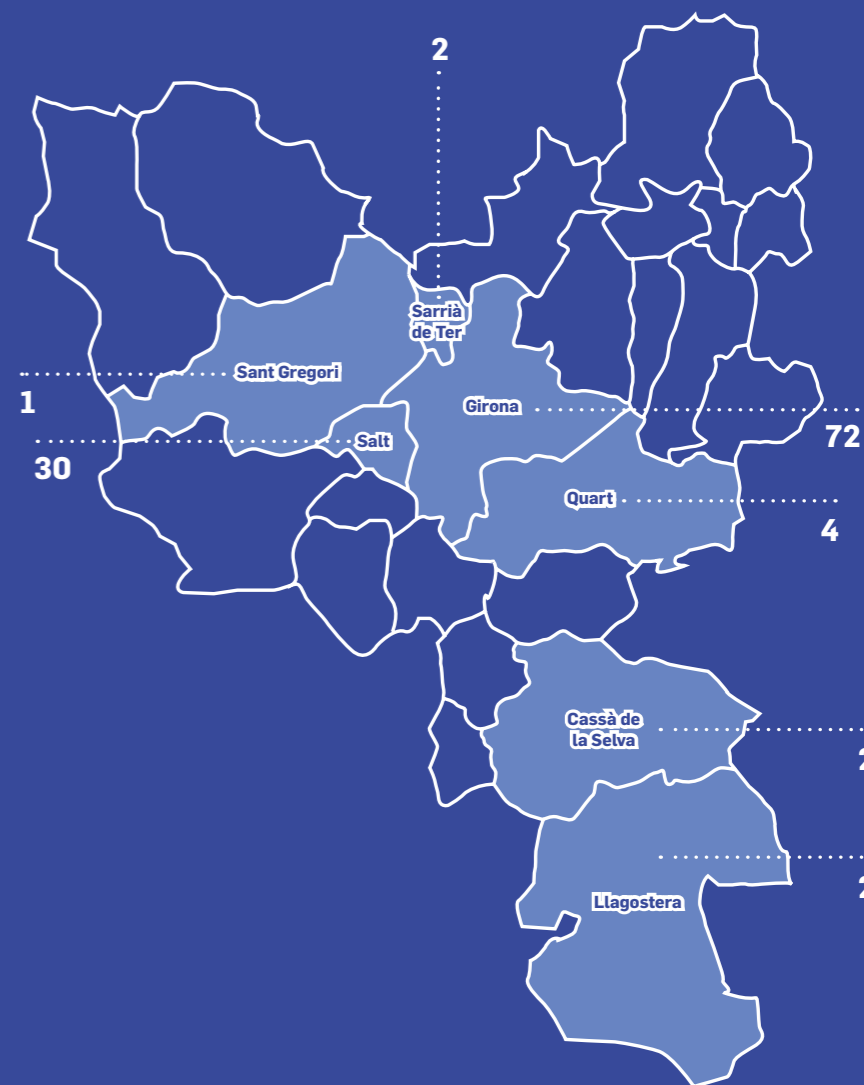 2
Sarrià
de Ter
Sant Gregori
1
Girona
72
Salt
30
Quart
4
Cassà de
la Selva
Llagostera